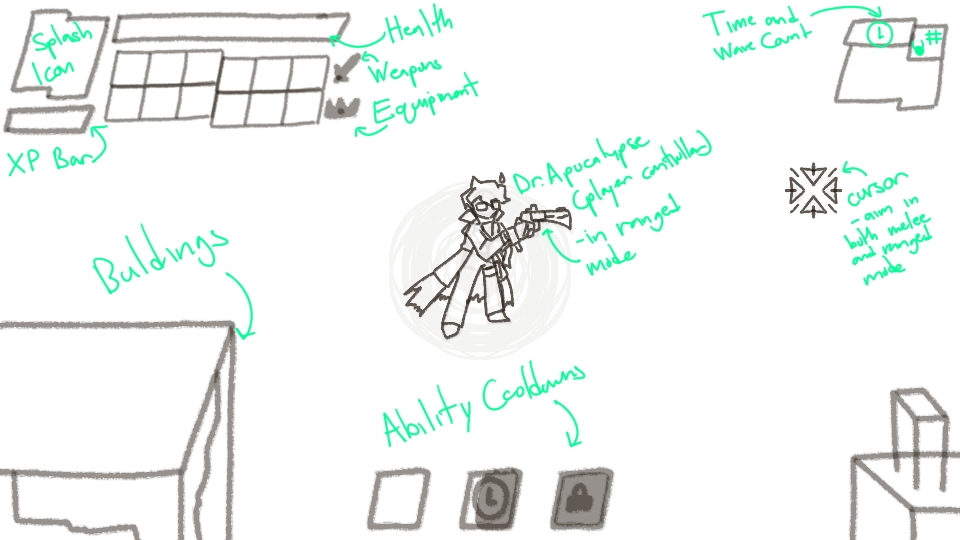 Splash
Icon
Health
Weapons
Equipment
XP Bar
Time and
Wave Count
#
Dr. Apocalypse
(player controlled)
-in ranged
mode
cursor
-aim in
both melee
and ranged
mode
Buildings
Ability Cooldowns